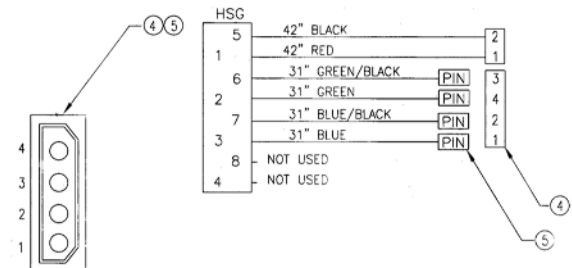 4 5
HSG
5 42" BLACK 2
1 42" RED 1
6 31" GREEN/BLACK PIN 3
2 31" GREEN PIN 4
7 31" BLUE/BLACK PIN 2
3 31" BLUE PIN 1
8 NOT USED
4 NOT USED
4
3
2
1
4
5